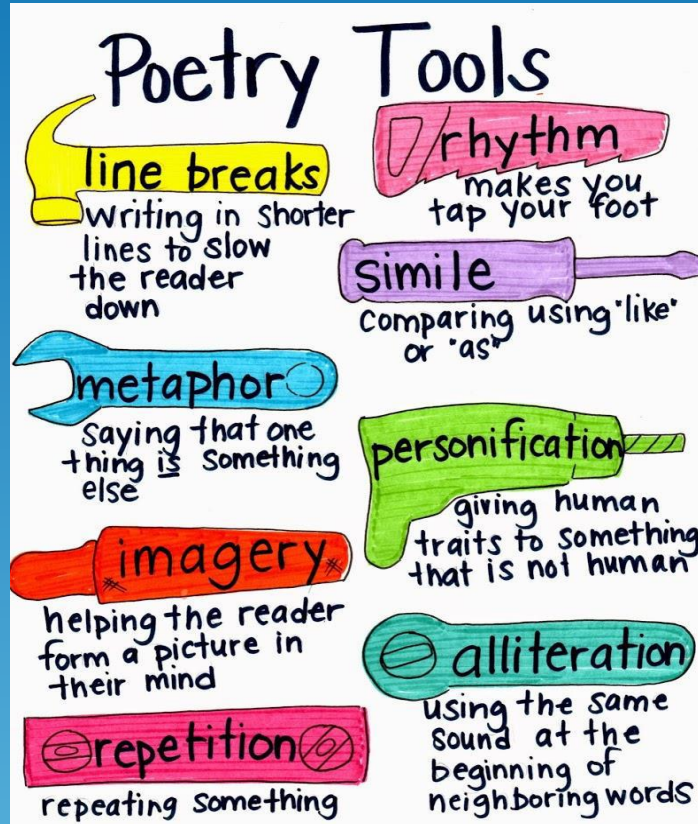 Poetry Tools
line breaks
writing in shorter
lines to slow
the reader
down
rhythm
makes you
tap your foot
simile
comparing using "like"
or "as"
metaphor
saying that one
thing is something
else
personification
giving human
traits to something
that is not human
imagery
helping the reader
form a picture in
their mind
alliteration
using the same
sound at the
beginning of
neighboring words
repetition
repeating something